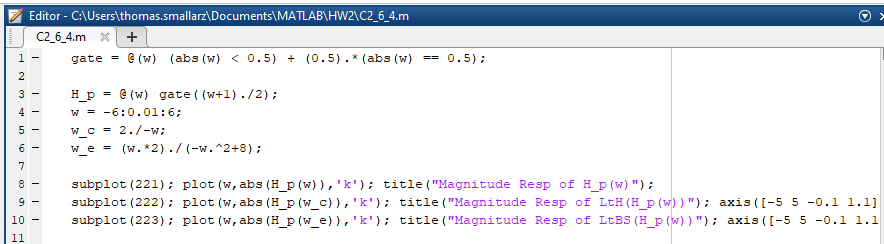 Editor - C:\Users\thomas.smallarz\Documents\MATLAB\HW2\C2_6_4.m
C2_6_4.m × +
1 - gate = @(w) (abs(w) < 0.5) + (0.5).*(abs(w) == 0.5);
2
3 - H_p = @(w) gate((w+1)./2);
4 - w = -6:0.01:6;
5 - w_c = 2./-w;
6 - w_e = (w.*2)./(-w.^2+8);
7
8 - subplot(221); plot(w,abs(H_p(w)),'k'); title("Magnitude Resp of H_p(w)");
9 - subplot(222); plot(w,abs(H_p(w_c)),'k'); title("Magnitude Resp of LtH(H_p(w))"); axis([-5 5 -0.1 1.1]
10 - subplot(223); plot(w,abs(H_p(w_e)),'k'); title("Magnitude Resp of LtBS(H_p(w))"); axis([-5 5 -0.1 1.1
11